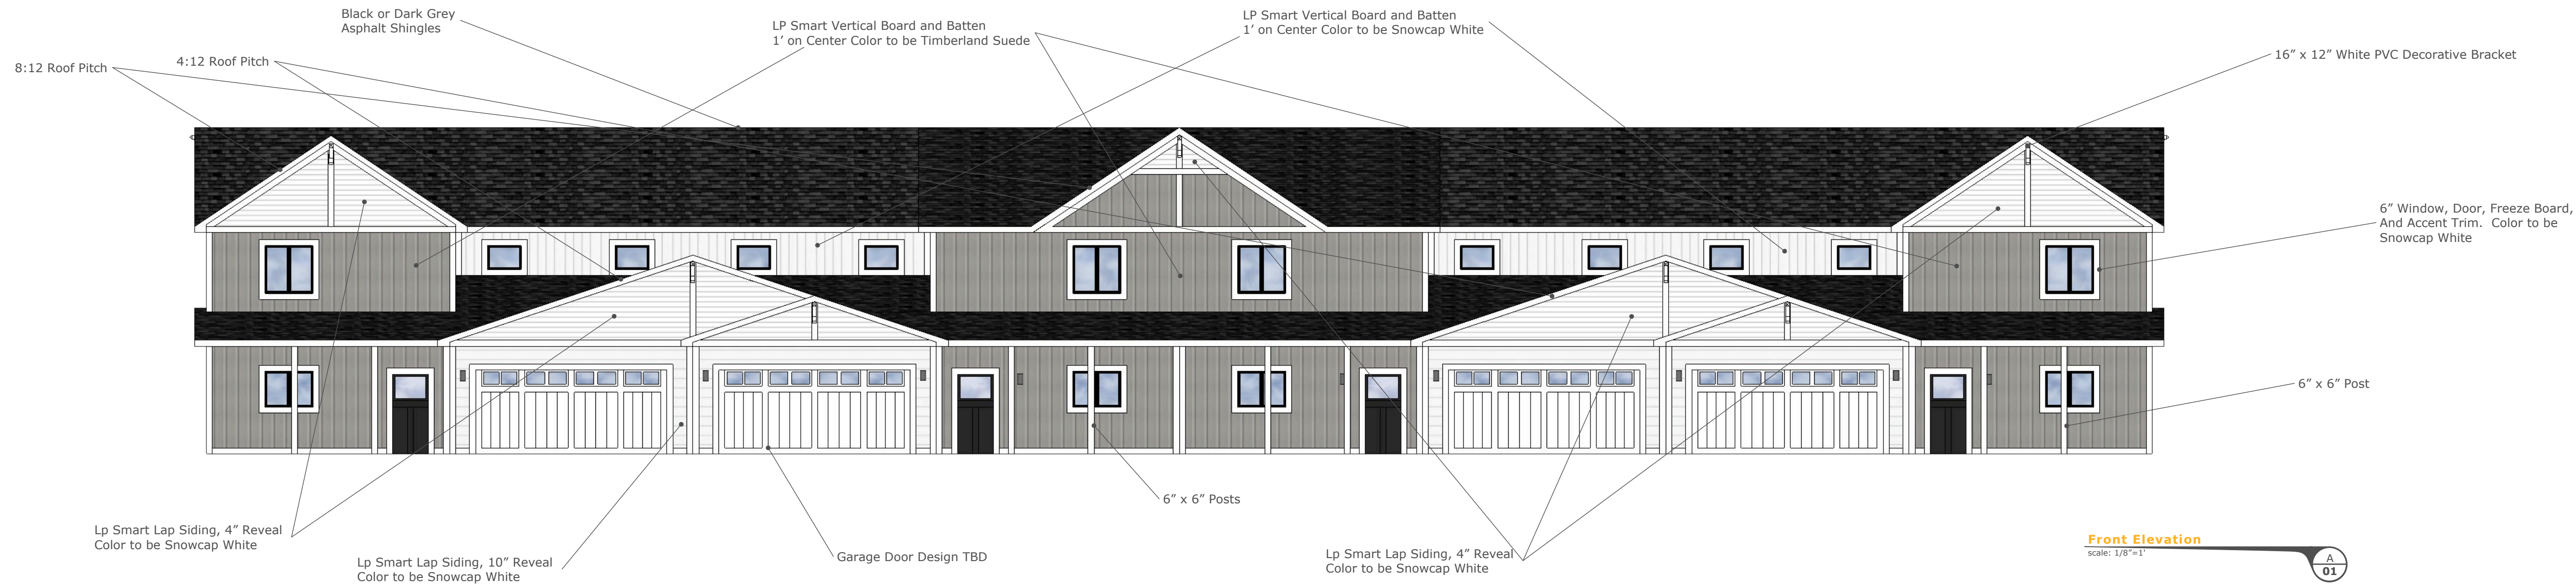 Black or Dark Grey
Asphalt Shingles
LP Smart Vertical Board and Batten
1’ on Center Color to be Timberland Suede
LP Smart Vertical Board and Batten
1’ on Center Color to be Snowcap White
8:12 Roof Pitch
4:12 Roof Pitch
16” x 12” White PVC Decorative Bracket
6” Window, Door, Freeze Board,
And Accent Trim.  Color to be
Snowcap White
6” x 6” Post
6” x 6” Posts
Lp Smart Lap Siding, 4” Reveal
Color to be Snowcap White
Lp Smart Lap Siding, 10” Reveal
Color to be Snowcap White
Garage Door Design TBD
Lp Smart Lap Siding, 4” Reveal
Color to be Snowcap White
Front Elevation
scale: 1/8”=1'
A
01